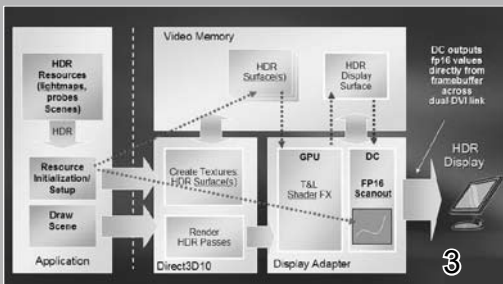 Video Memory
HDR
Resources
(lightmaps,
probes
Scenes)
HDR
Resource
Initialization/
Setup
Draw
Scene
Application
HDR
Surface(s)
HDR
Display
Surface
Create Textures
HDR Surface(s)
Render
HDR Passes
Direct3D10
GPU
T&L
Shader FX
DC
FP16
Scanout
Display Adapter
DC outputs
fp16 values
directly from
framebuffer
across
dual DVI link
HDR
Display
3